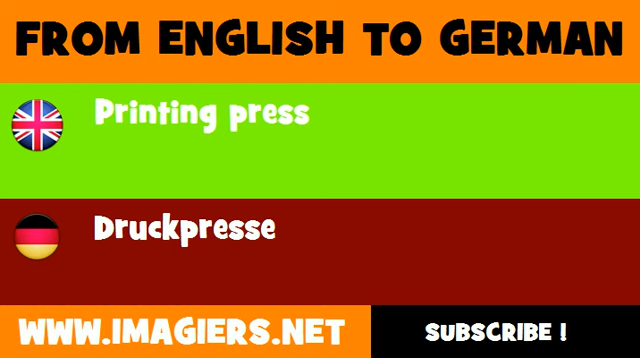 FROM ENGLISH TO GERMAN
Printing press
Druckpresse
WWW.IMAGIERS.NET
SUBSCRIBE !